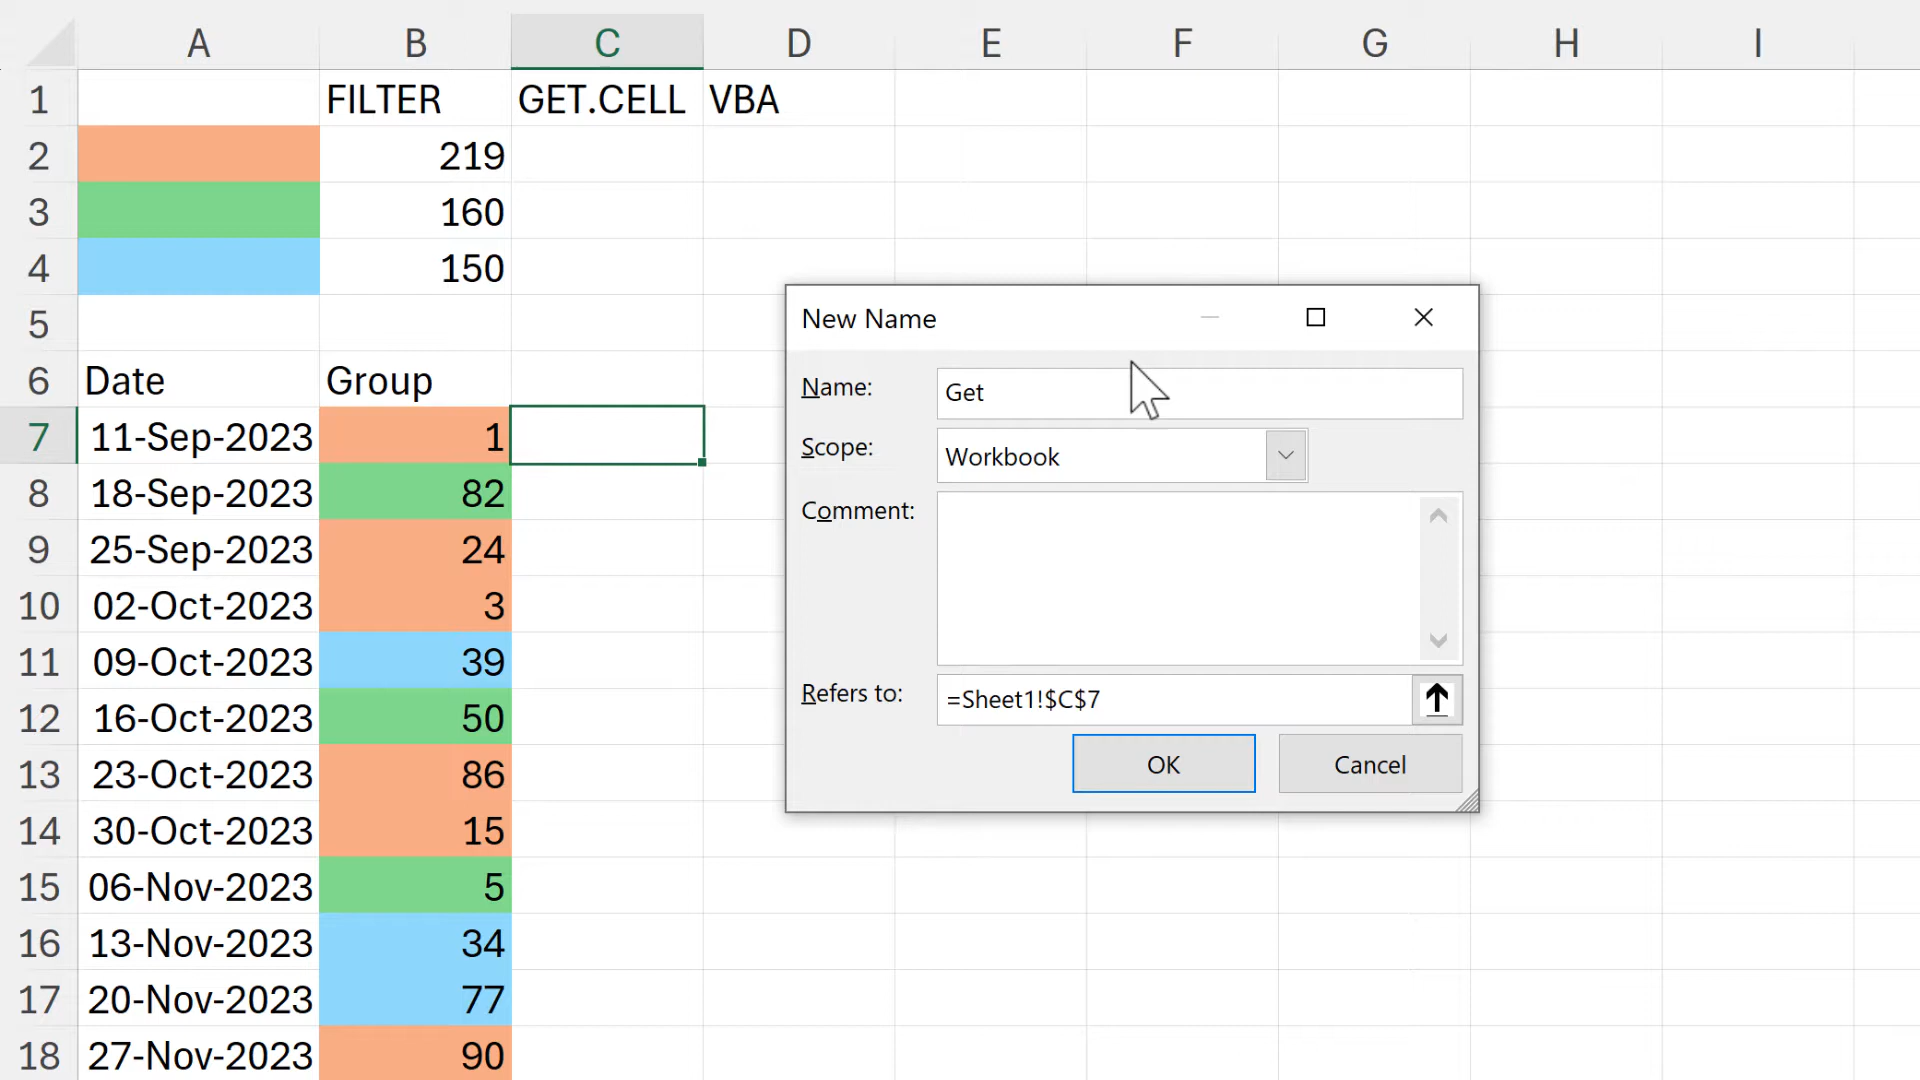 A B C D E F G H I
1 FILTER GET.CELL VBA
2 219
3 160
4 150
5
6 Date Group
7 11-Sep-2023 1
8 18-Sep-2023 82
9 25-Sep-2023 24
10 02-Oct-2023 3
11 09-Oct-2023 39
12 16-Oct-2023 50
13 23-Oct-2023 86
14 30-Oct-2023 15
15 06-Nov-2023 5
16 13-Nov-2023 34
17 20-Nov-2023 77
18 27-Nov-2023 90
New Name
Name: Get
Scope: Workbook
Comment:
Refers to: =Sheet1!$C$7
OK Cancel